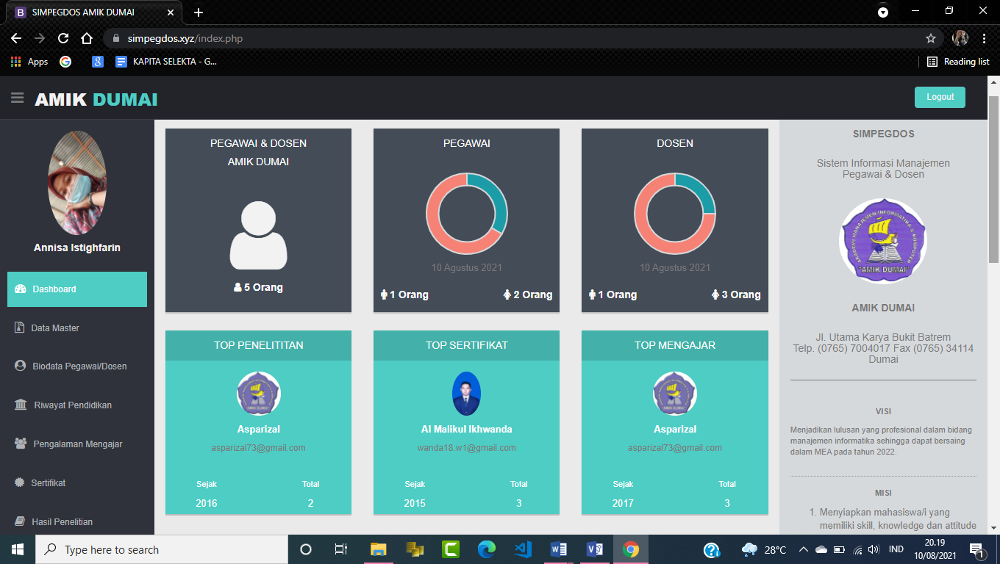 SIMPEGDOS AMIK DUMAI
simpegdos.xyz/index.php
Apps
KAPITA SELEKTA - G...
Reading list
AMIK DUMAI
Logout
Annisa Istighfarin
Dashboard
Data Master
Biodata Pegawai/Dosen
Riwayat Pendidikan
Pengalaman Mengajar
Sertifikat
Hasil Penelitian
PEGAWAI & DOSEN
AMIK DUMAI
5 Orang
PEGAWAI
10 Agustus 2021
1 Orang
2 Orang
DOSEN
10 Agustus 2021
1 Orang
3 Orang
TOP PENELITITAN
Asparizal
asparizal73@gmail.com
Sejak Total
2016 2
TOP SERTIFIKAT
Al Malikul Ikhwanda
wanda18.w1@gmail.com
Sejak Total
2015 3
TOP MENGAJAR
Asparizal
asparizal73@gmail.com
Sejak Total
2017 3
SIMPEGDOS
Sistem Informasi Manajemen
Pegawai & Dosen
AKADEMI MANAJEMEN INFORMATIKA & KOMPUTER
"AMIK DUMAI"
AMIK DUMAI
Jl. Utama Karya Bukit Batrem
Telp. (0765) 7004017 Fax (0765) 34114
Dumai
VISI
Menjadikan lulusan yang profesional dalam bidang
manajemen informatika sehingga dapat bersaing
dalam MEA pada tahun 2022.
MISI
1. Menyiapkan mahasiswa/i yang
memiliki skill, knowledge dan attitude
Type here to search
28°C
IND
20.19
10/08/2021
1